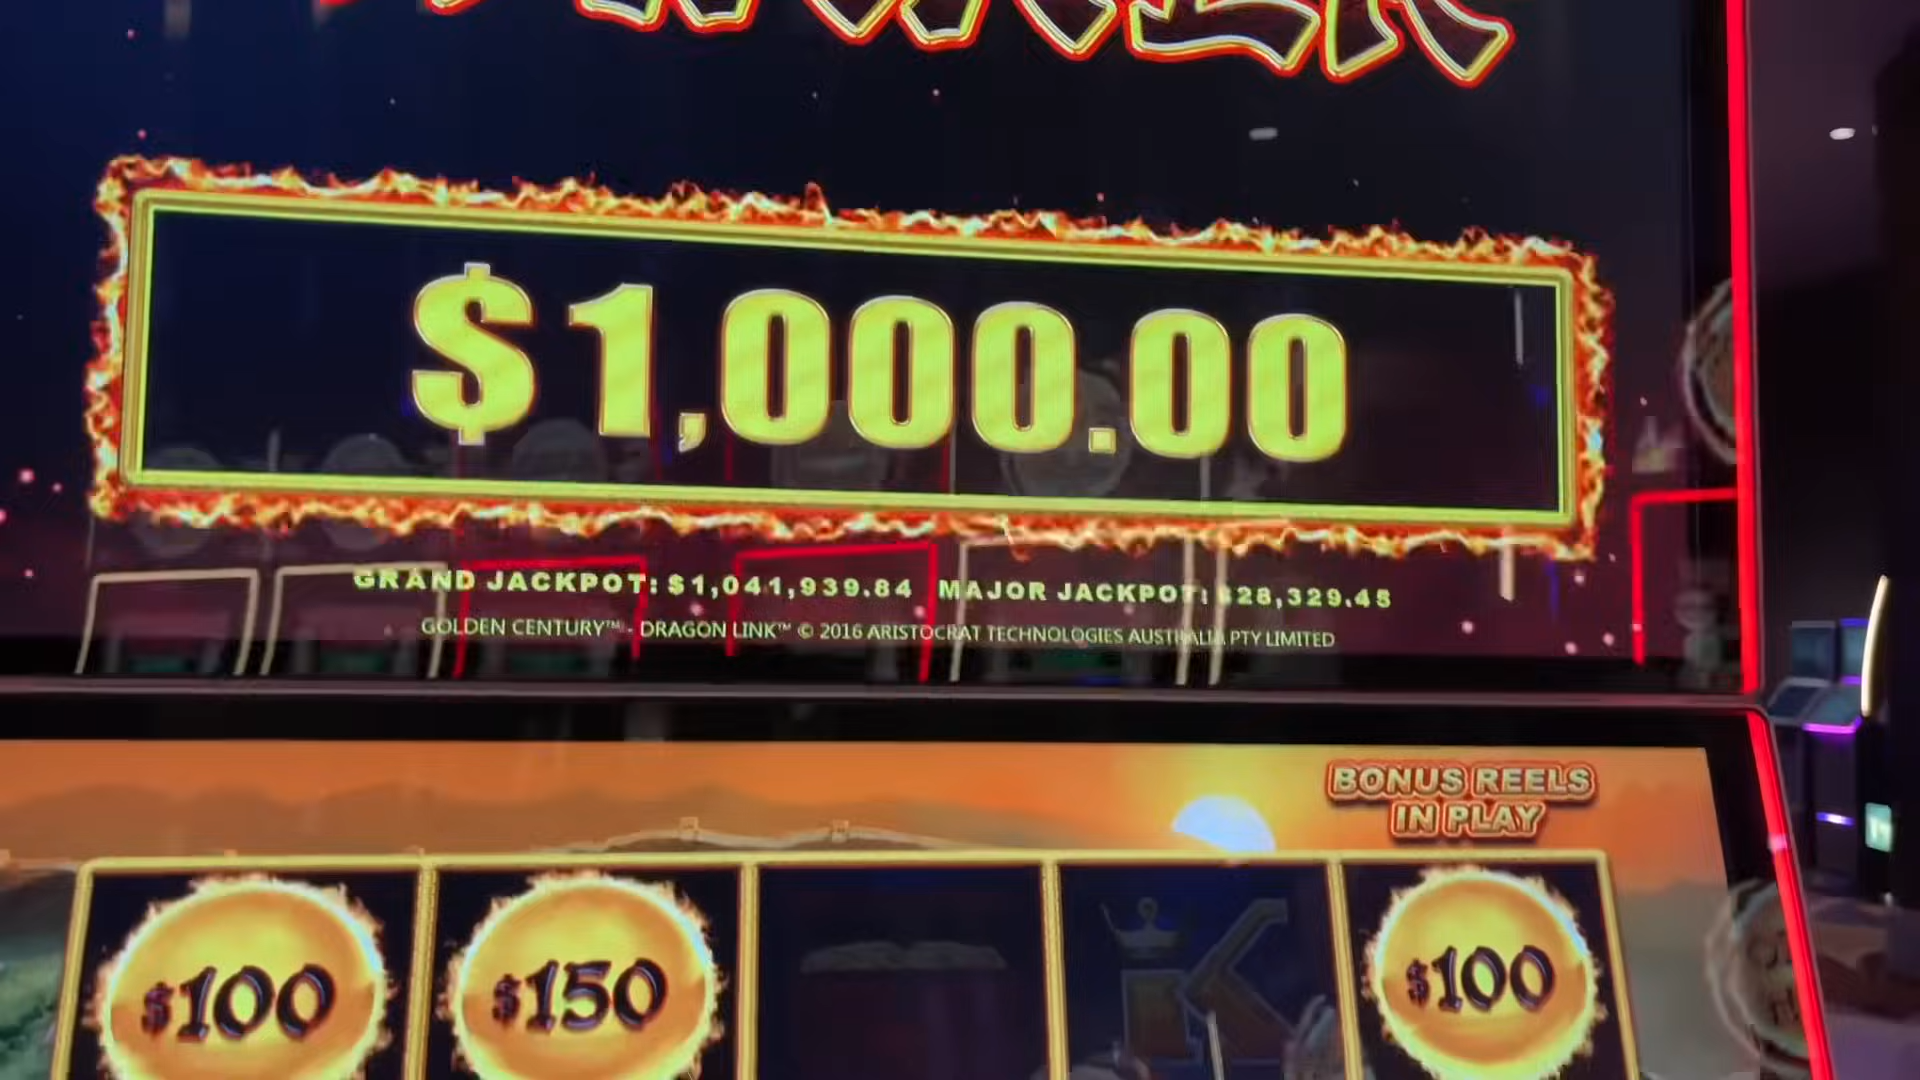 $1,000.00
GRAND JACKPOT: $1,041,939.84 MAJOR JACKPOT: $28,329.45
GOLDEN CENTURY™ - DRAGON LINK™ © 2016 ARISTOCRAT TECHNOLOGIES AUSTRALIA PTY LIMITED
BONUS REELS
IN PLAY
$100 $150 K $100